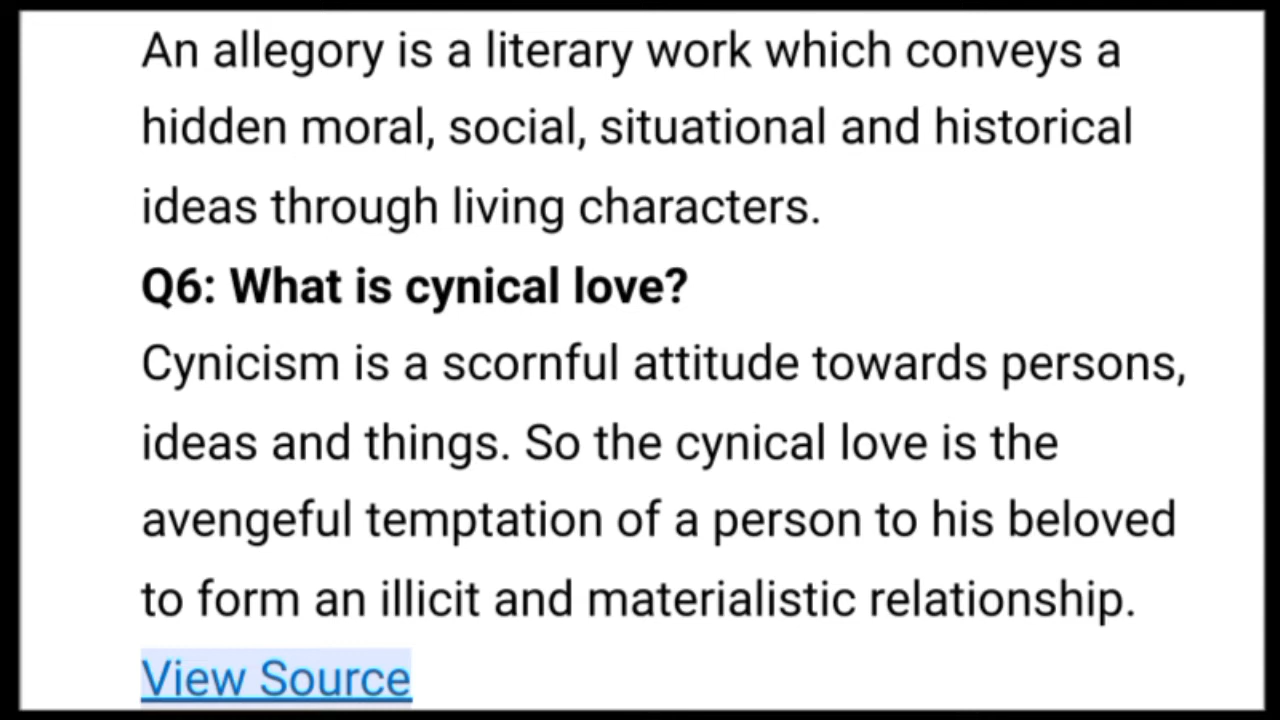 An allegory is a literary work which conveys a
hidden moral, social, situational and historical
ideas through living characters.
Q6: What is cynical love?
Cynicism is a scornful attitude towards persons,
ideas and things. So the cynical love is the
avengeful temptation of a person to his beloved
to form an illicit and materialistic relationship.
View Source